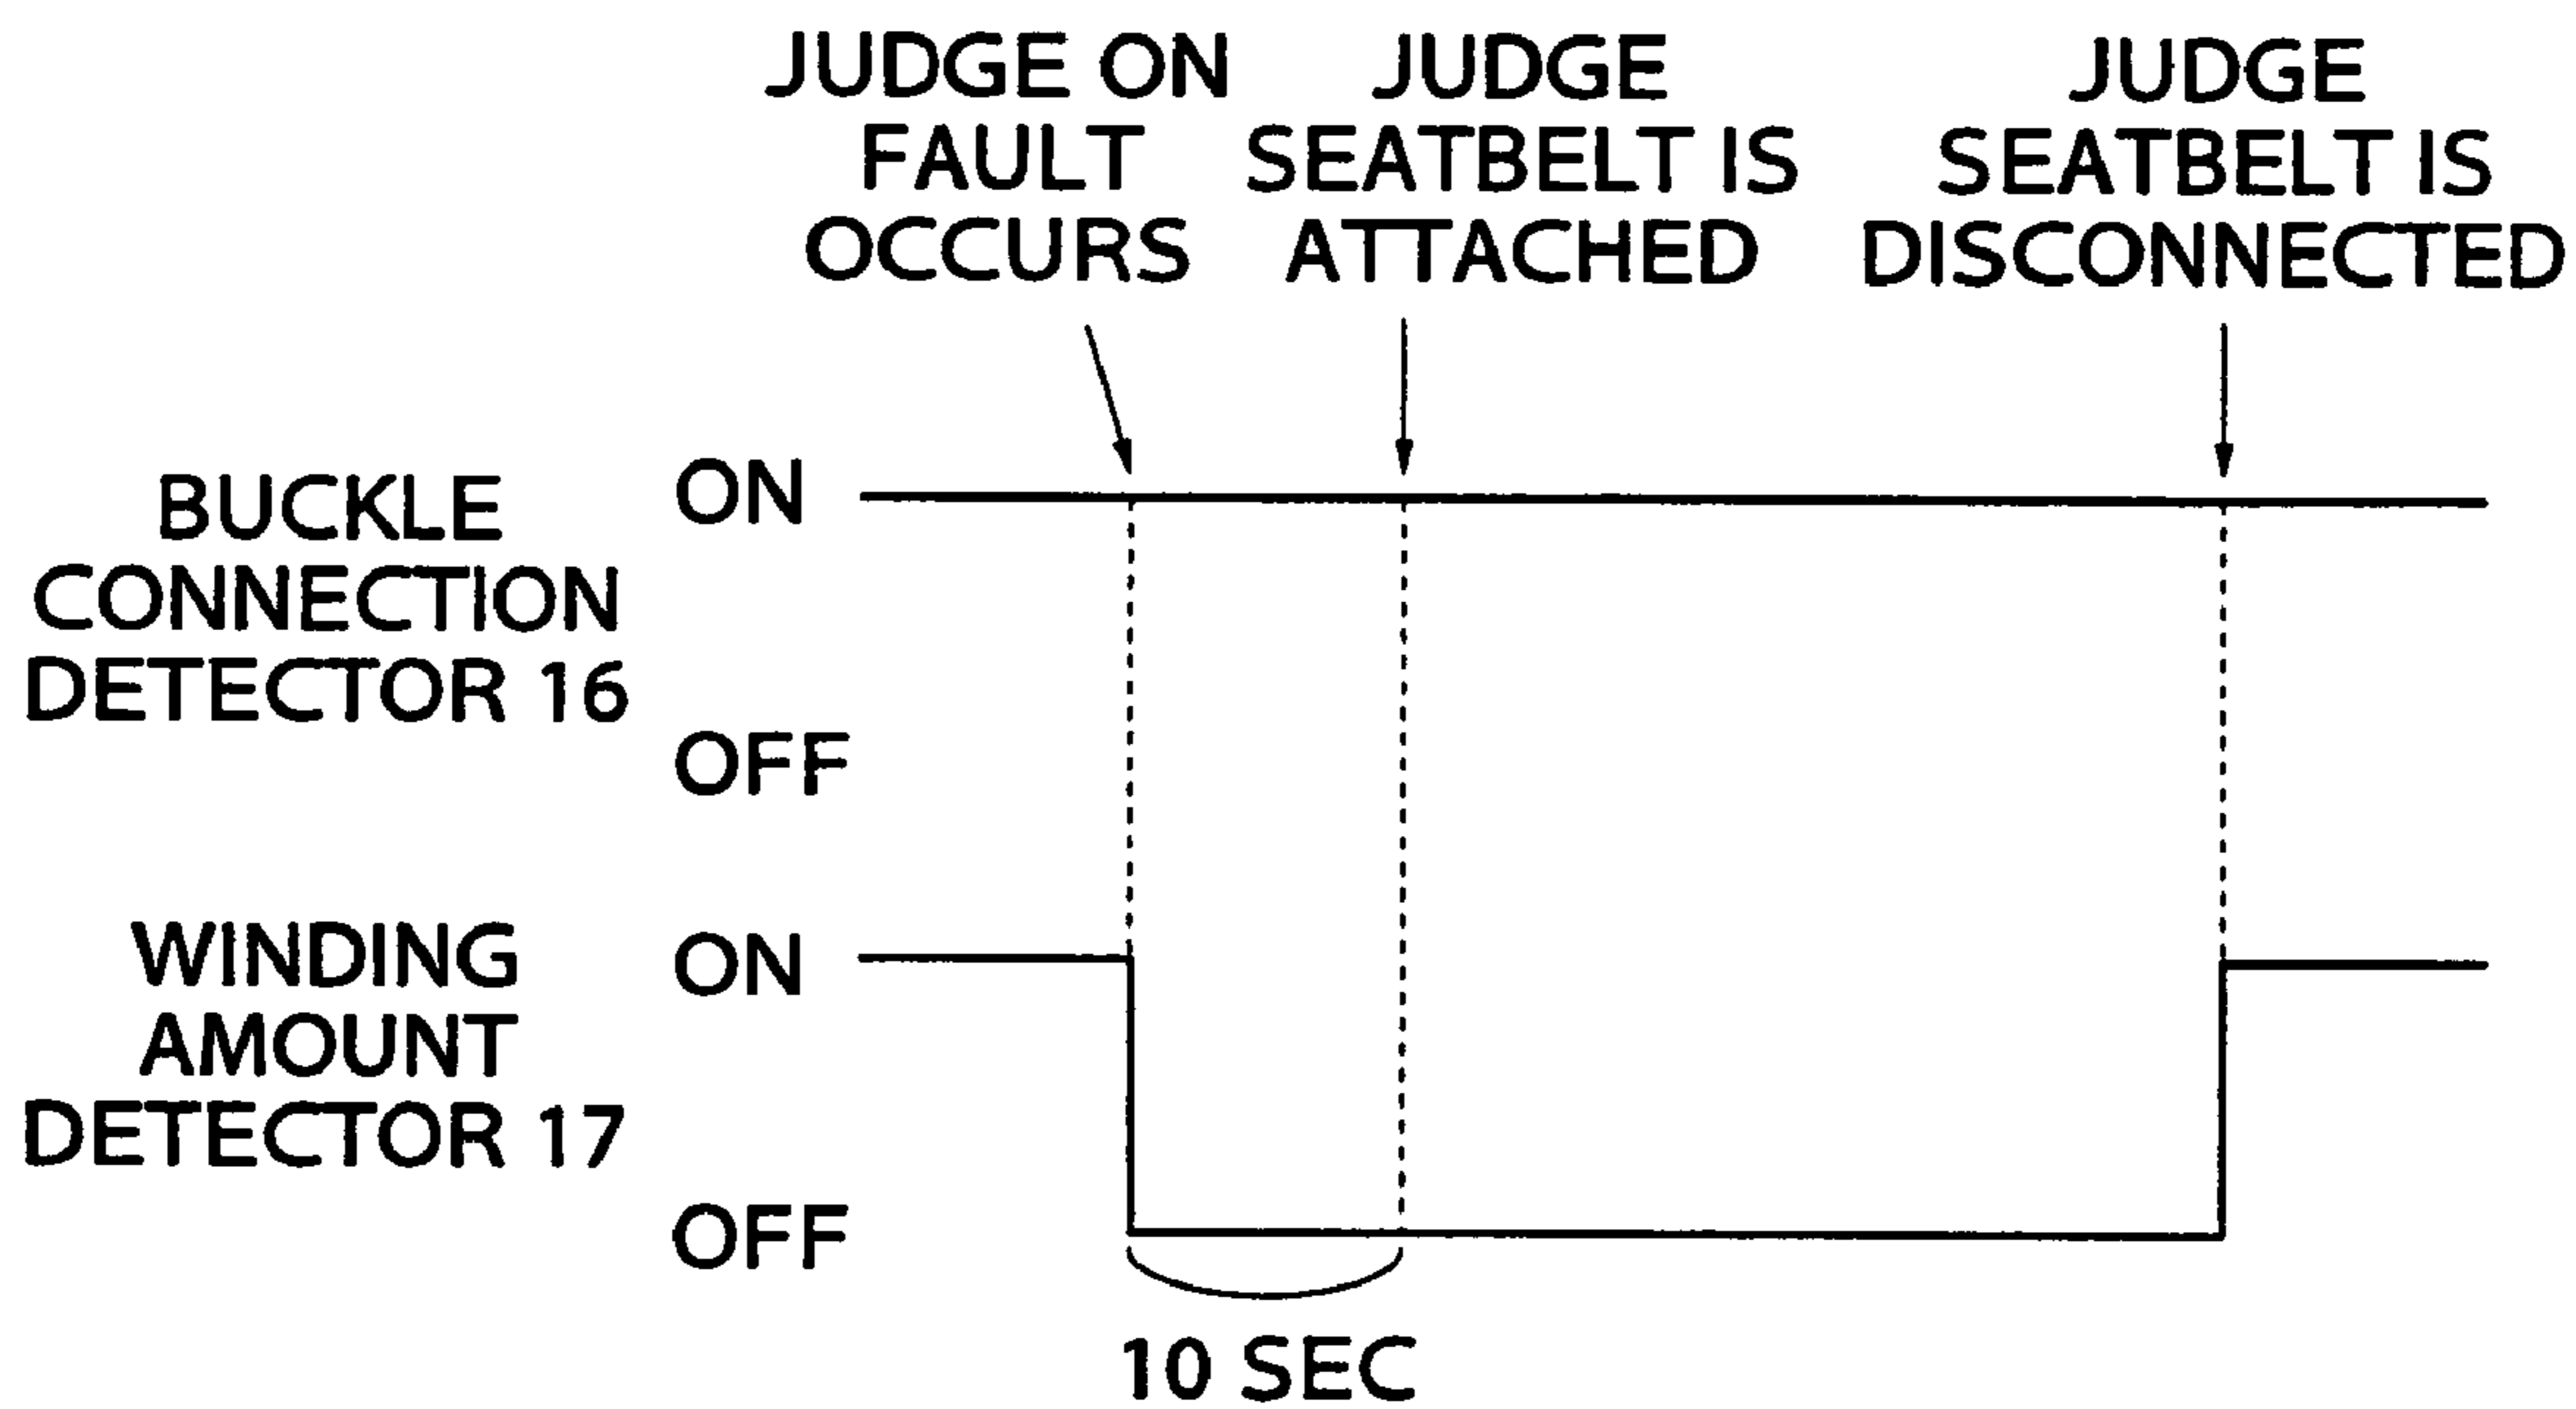 JUDGE ON
FAULT
OCCURS
JUDGE
SEATBELT IS
ATTACHED
JUDGE
SEATBELT IS
DISCONNECTED
BUCKLE
CONNECTION
DETECTOR 16
ON
OFF
WINDING
AMOUNT
DETECTOR 17
ON
OFF
10 SEC